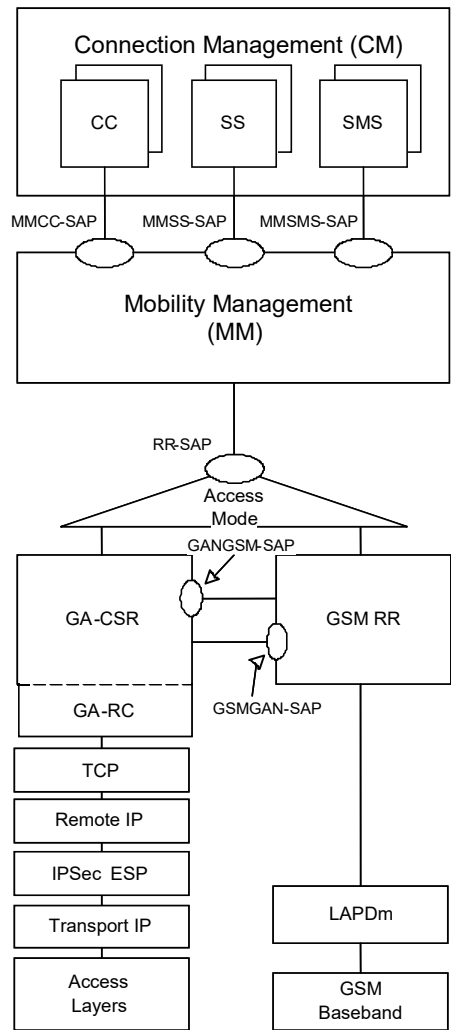 Connection Management (CM)
CC
SS
SMS
MMCC-SAP
MMSS-SAP
MMSMS-SAP
Mobility Management
(MM)
RR-SAP
Access
Mode
GANGSM-SAP
GA-CSR
GSM RR
GA-RC
GSMGAN-SAP
TCP
Remote IP
IPSec ESP
LAPDm
Transport IP
Access
Layers
GSM
Baseband